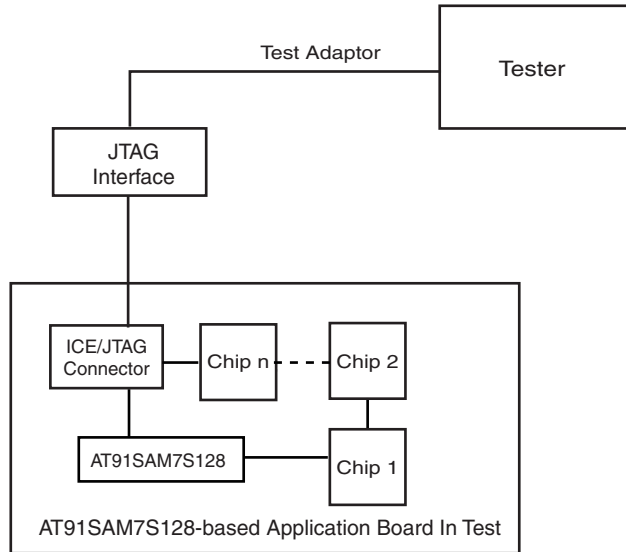 Test Adaptor
Tester
JTAG
Interface
ICE/JTAG
Connector
Chip n
Chip 2
AT91SAM7S128
Chip 1
AT91SAM7S128-based Application Board In Test